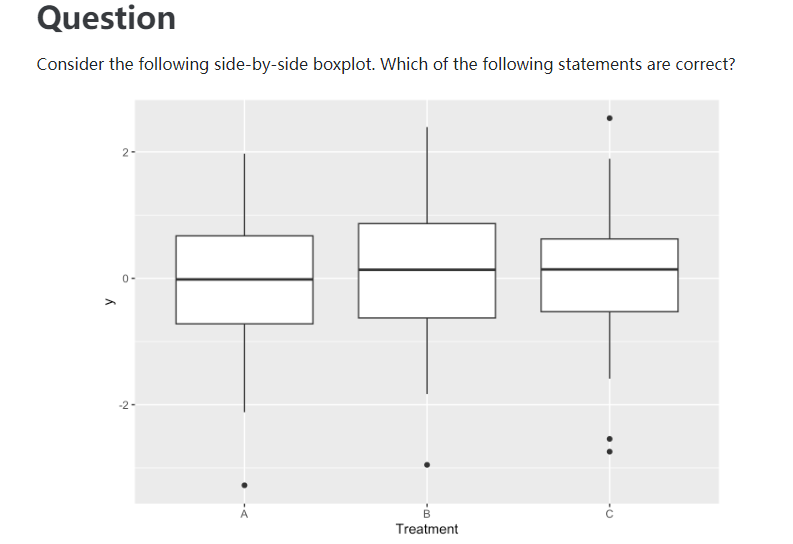 Question
Consider the following side-by-side boxplot. Which of the following statements are correct?
2
0
y
-2
A B C
Treatment